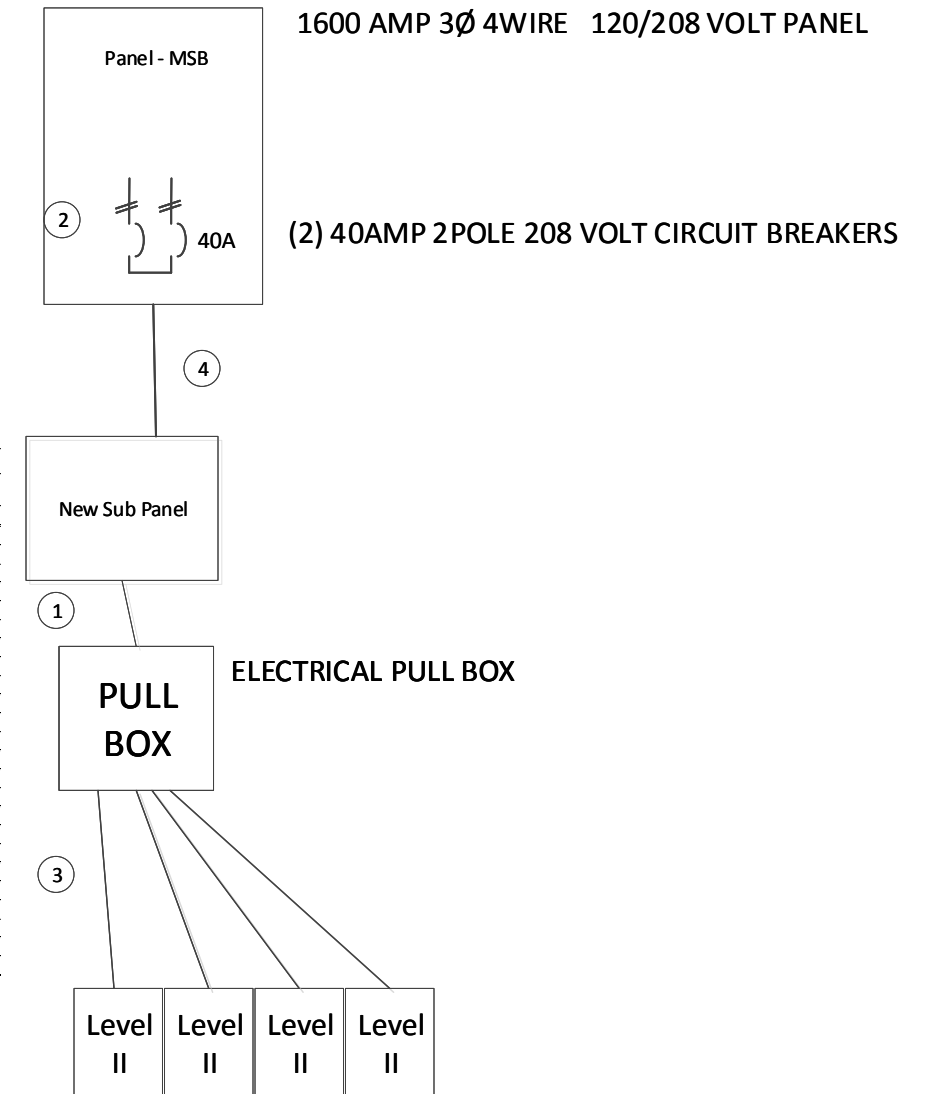 1600 AMP 3Ø 4WIRE 120/208 VOLT PANEL
Panel - MSB
2
40A
(2) 40AMP 2POLE 208 VOLT CIRCUIT BREAKERS
4
New Sub Panel
1
PULL
BOX
ELECTRICAL PULL BOX
3
Level
II
Level
II
Level
II
Level
II